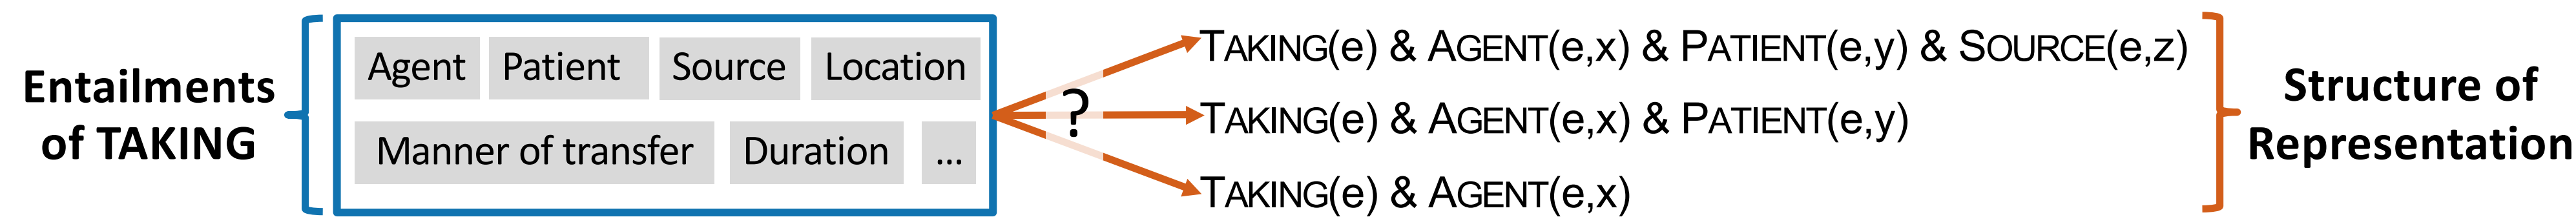 Entailments
of TAKING
Agent Patient Source Location
Manner of transfer Duration ...
?
TAKING(e) & AGENT(e,x) & PATIENT(e,y) & SOURCE(e,z)
TAKING(e) & AGENT(e,x) & PATIENT(e,y)
TAKING(e) & AGENT(e,x)
Structure of
Representation